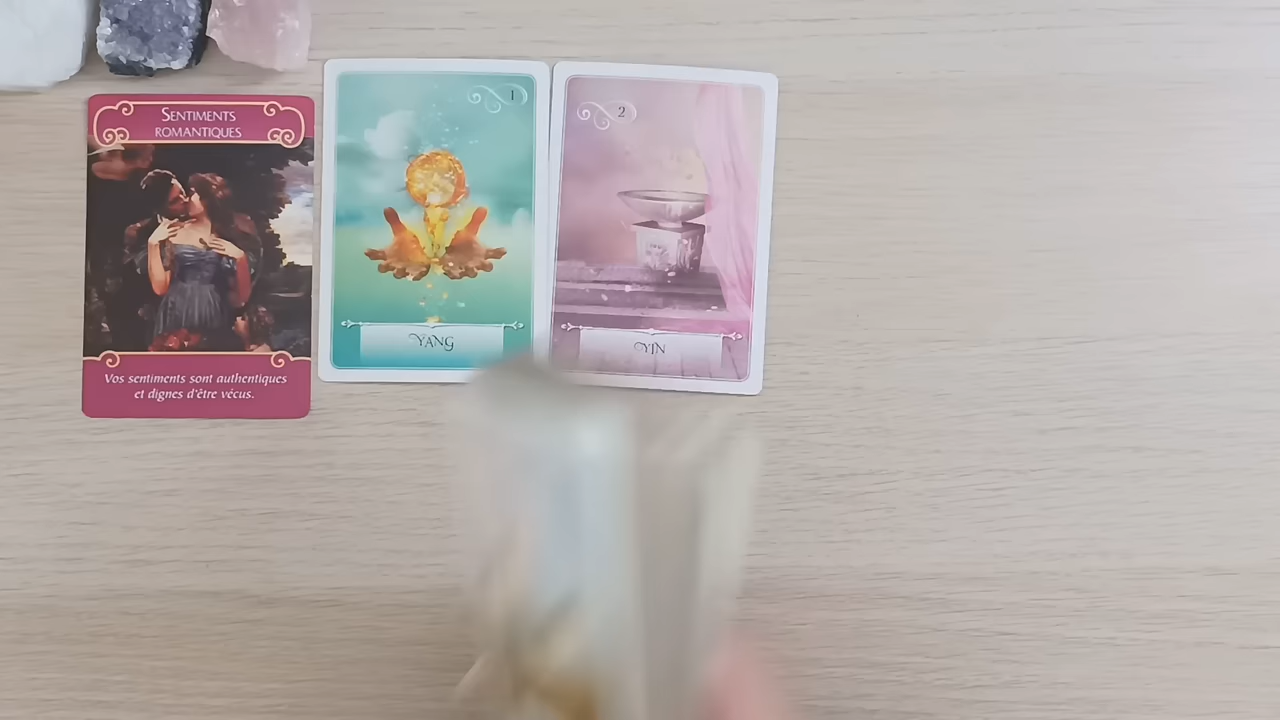 SENTIMENTS
ROMANTIQUES
Vos sentiments sont authentiques
et dignes d'être vécus.
1
YANG
2
YIN